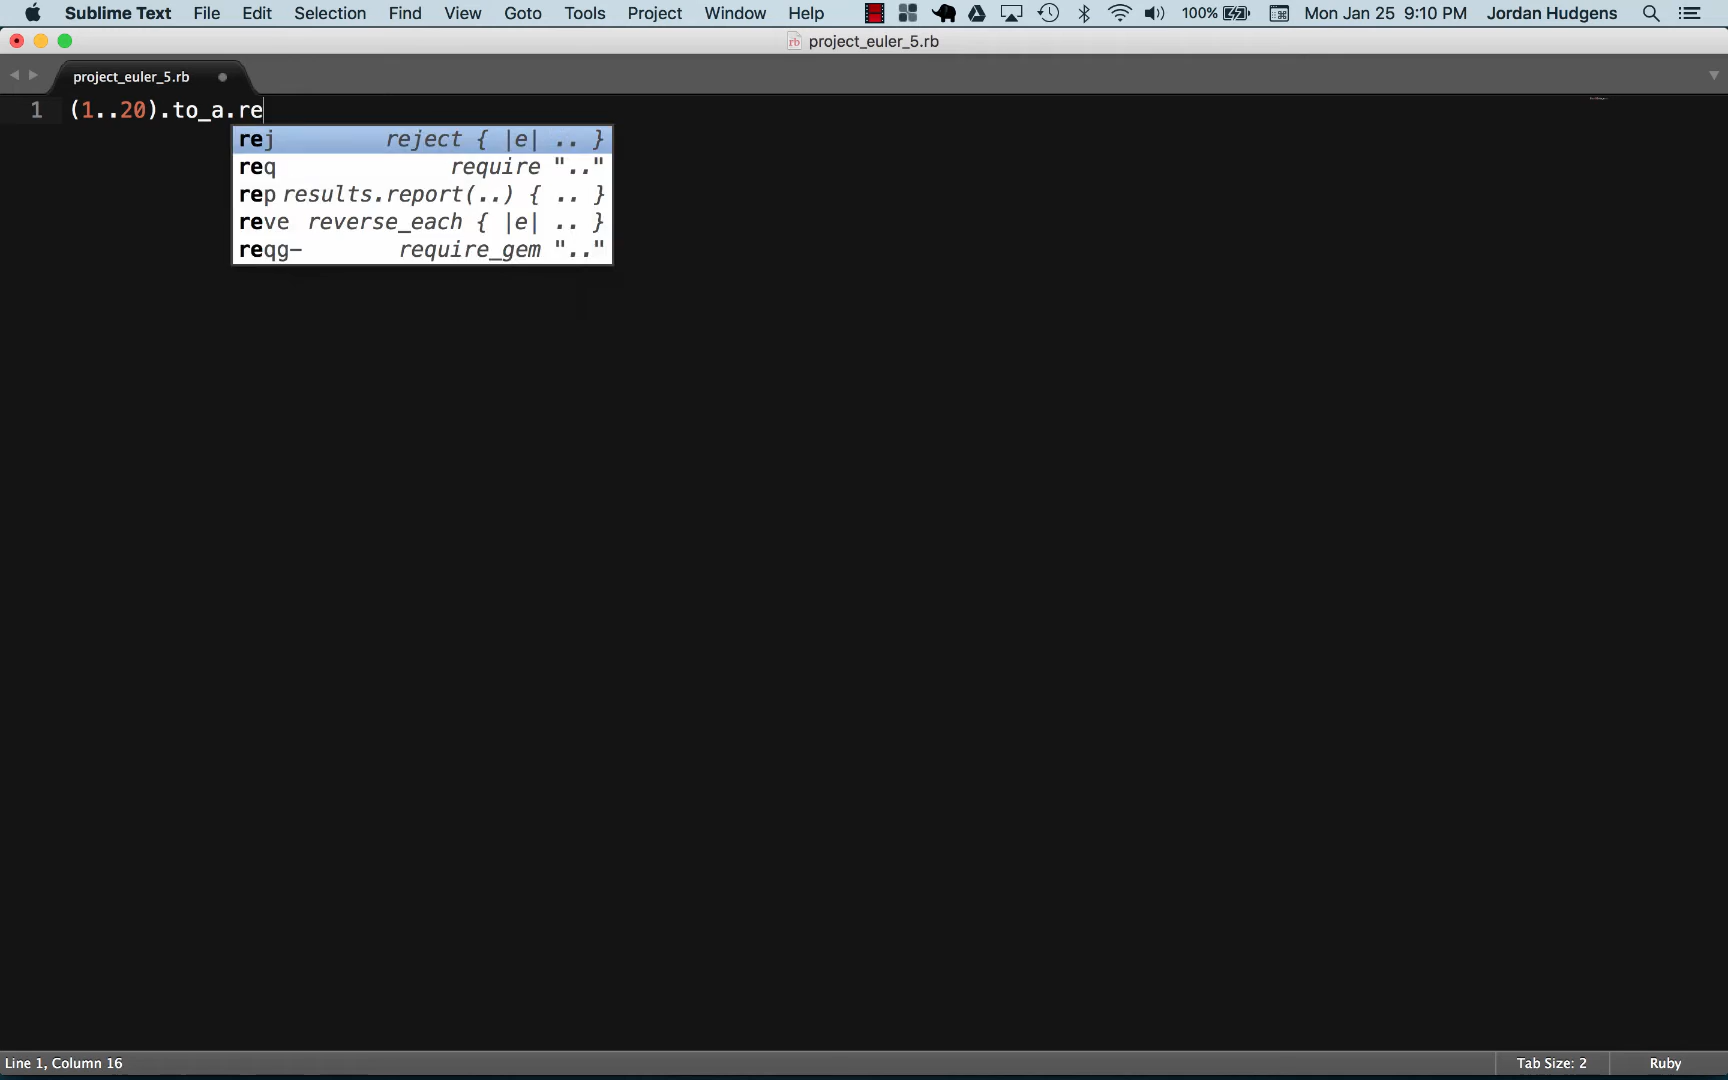 Sublime Text File Edit Selection Find View Goto Tools Project Window Help 100% Mon Jan 25 9:10 PM Jordan Hudgens
rb project_euler_5.rb
project_euler_5.rb
1 (1..20).to_a.re
rej reject { |e| .. }
req require ".."
rep results.report(..) { .. }
reve reverse_each { |e| .. }
reqg– require_gem ".."
Line 1, Column 16 Tab Size: 2 Ruby